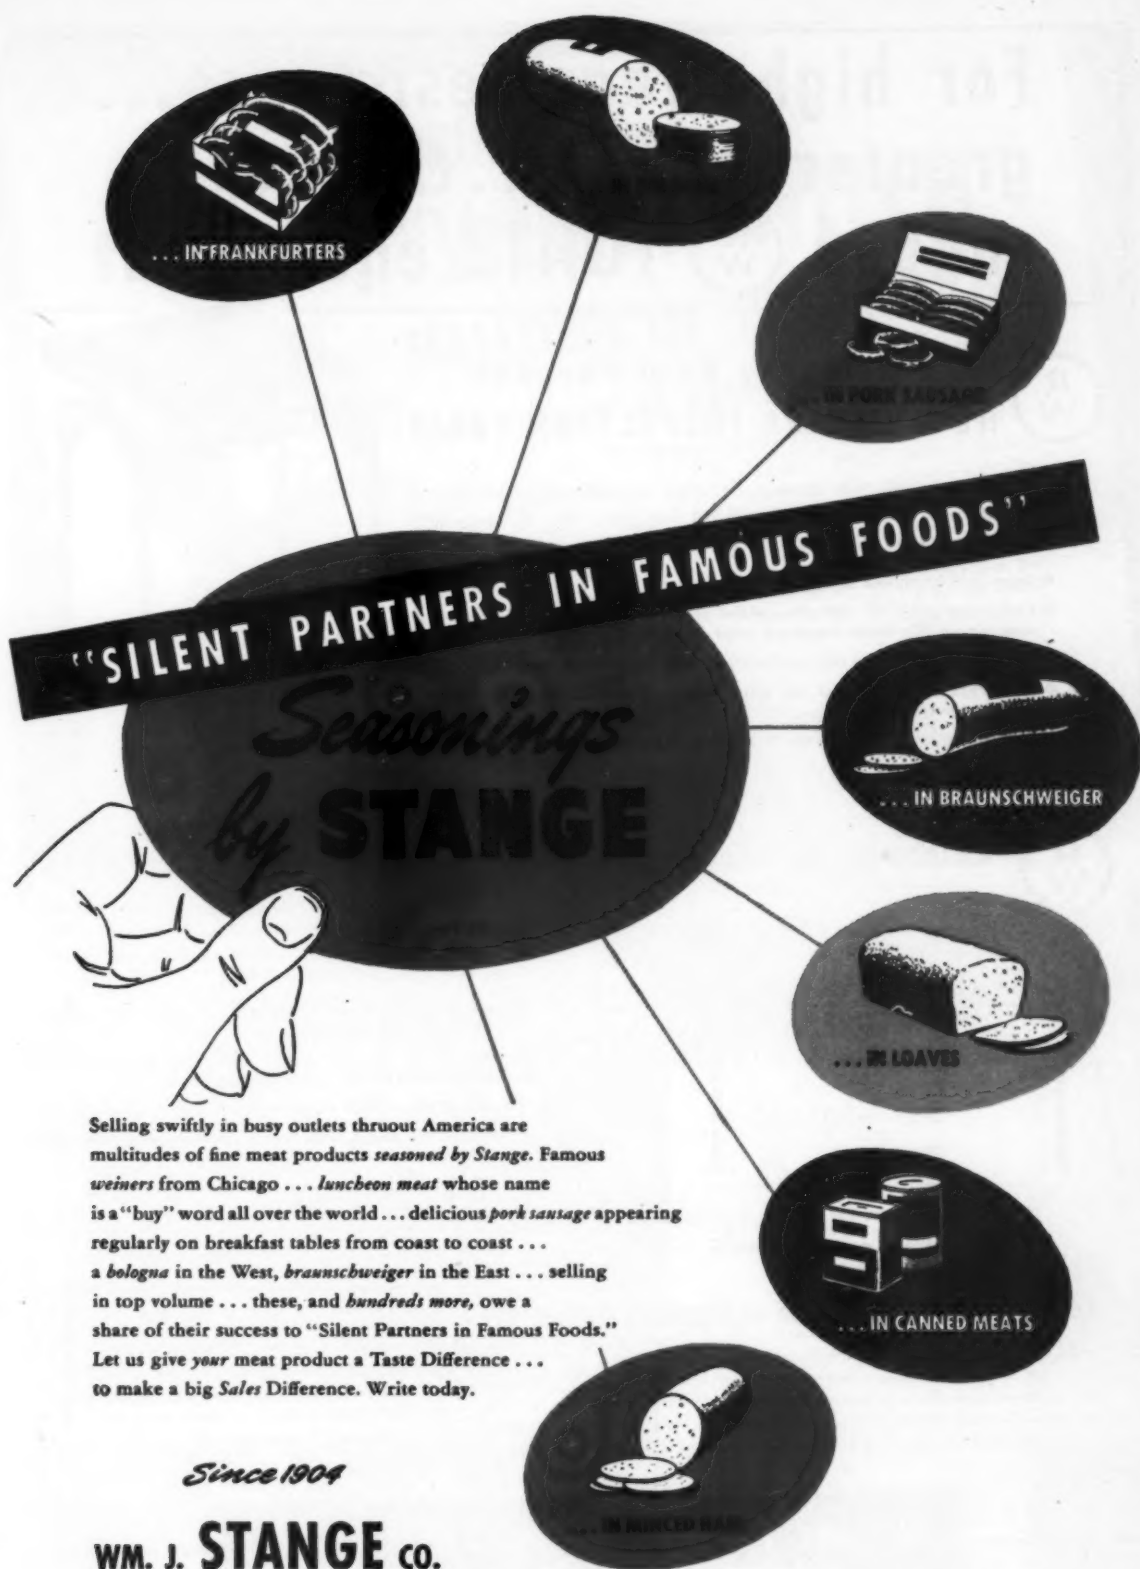 ... IN FRANKFURTERS
... IN PORK SAUSAGE
"SILENT PARTNERS IN FAMOUS FOODS"
Seasonings
by STANGE
... IN BRAUNSCHWEIGER
... IN LOAVES
... IN CANNED MEATS
... IN MINCED HAM
Selling swiftly in busy outlets thruout America are
multitudes of fine meat products seasoned by Stange. Famous
weiners from Chicago ... luncheon meat whose name
is a "buy" word all over the world ... delicious pork sausage appearing
regularly on breakfast tables from coast to coast ...
a bologna in the West, braunschweiger in the East ... selling
in top volume ... these, and hundreds more, owe a
share of their success to "Silent Partners in Famous Foods."
Let us give your meat product a Taste Difference ...
to make a big Sales Difference. Write today.
Since 1904
WM. J. STANGE CO.